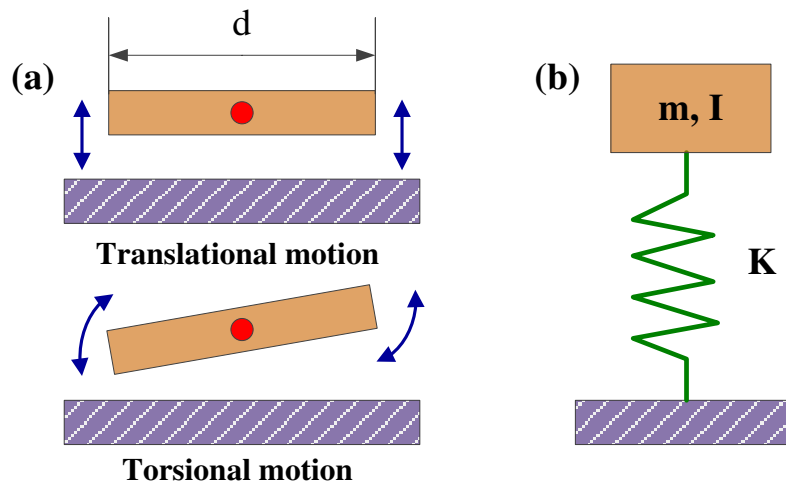 d
(a)
Translational motion
Torsional motion
(b)
m, I
K